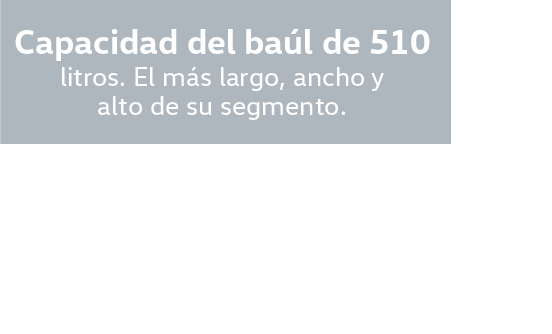 Capacidad del baúl de 510
litros. El más largo, ancho y
alto de su segmento.